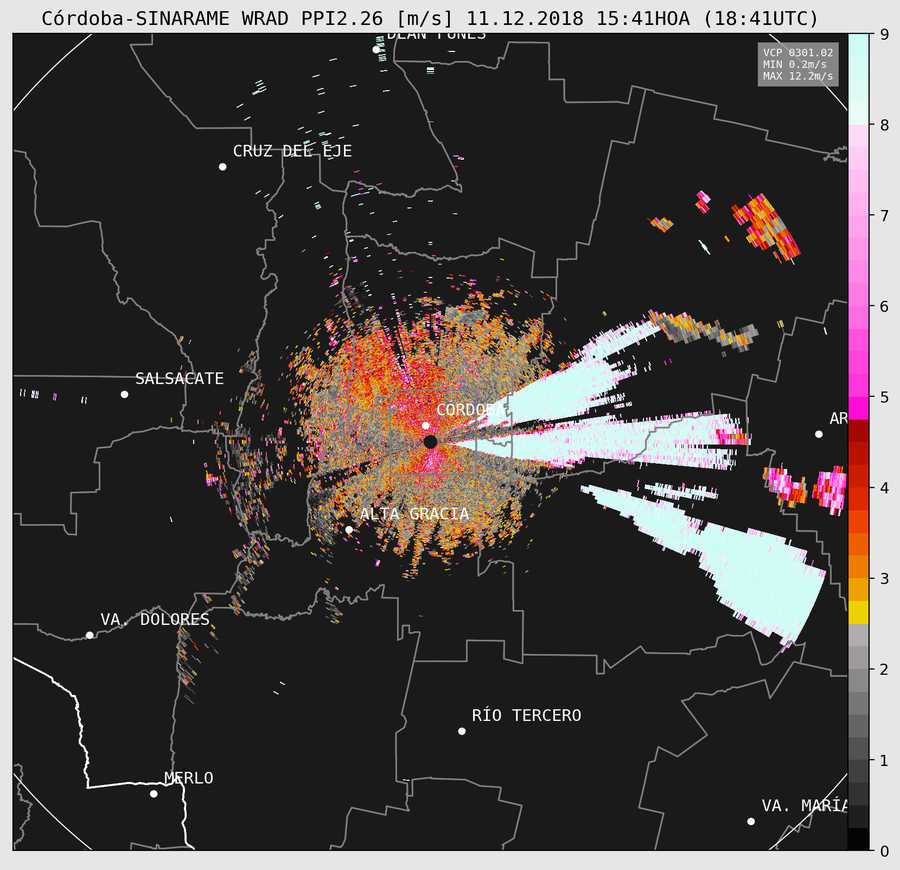 Córdoba-SINARAME WRAD PPI2.26 [m/s] 11.12.2018 15:41HOA (18:41UTC)
DEAN FUNES
VCP 0301.02
MIN 0.2m/s
MAX 12.2m/s
9
8
7
6
5
4
3
2
1
0
CRUZ DEL EJE
SALSACATE
CORDOBA
AR
ALTA GRACIA
VA. DOLORES
RÍO TERCERO
MERLO
VA. MARÍA